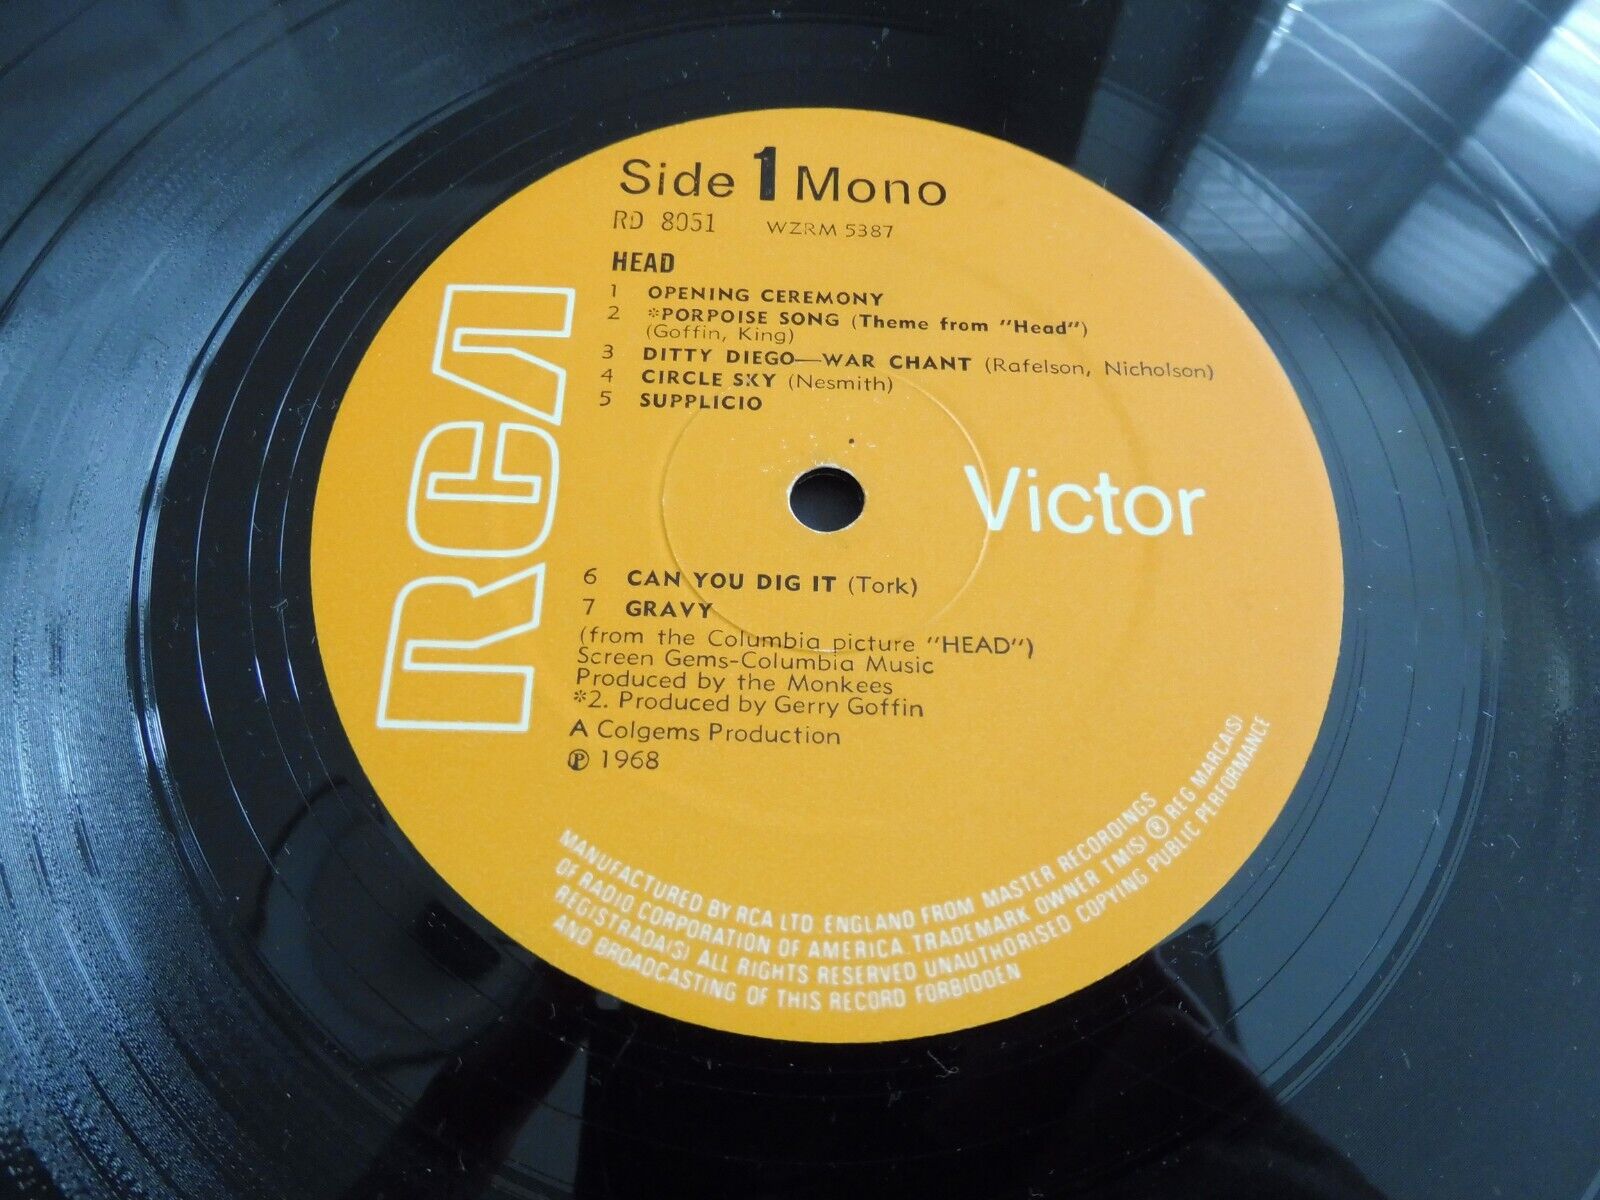 Side 1 Mono
RD 8051 WZRM 5387
HEAD
1 OPENING CEREMONY
2 *PORPOISE SONG (Theme from "Head")
(Goffin, King)
3 DITTY DIEGO—WAR CHANT (Rafelson, Nicholson)
4 CIRCLE SKY (Nesmith)
5 SUPPLICIO
RCA
Victor
6 CAN YOU DIG IT (Tork)
7 GRAVY
(from the Columbia picture "HEAD")
Screen Gems-Columbia Music
Produced by the Monkees
*2. Produced by Gerry Goffin
A Colgems Production
℗ 1968
MANUFACTURED BY RCA LTD. ENGLAND FROM MASTER RECORDINGS
OF RADIO CORPORATION OF AMERICA. TRADEMARK OWNER TM(S) ® REG MARCA(S)
REGISTRADA(S) ALL RIGHTS RESERVED UNAUTHORISED COPYING PUBLIC PERFORMANCE
AND BROADCASTING OF THIS RECORD FORBIDDEN